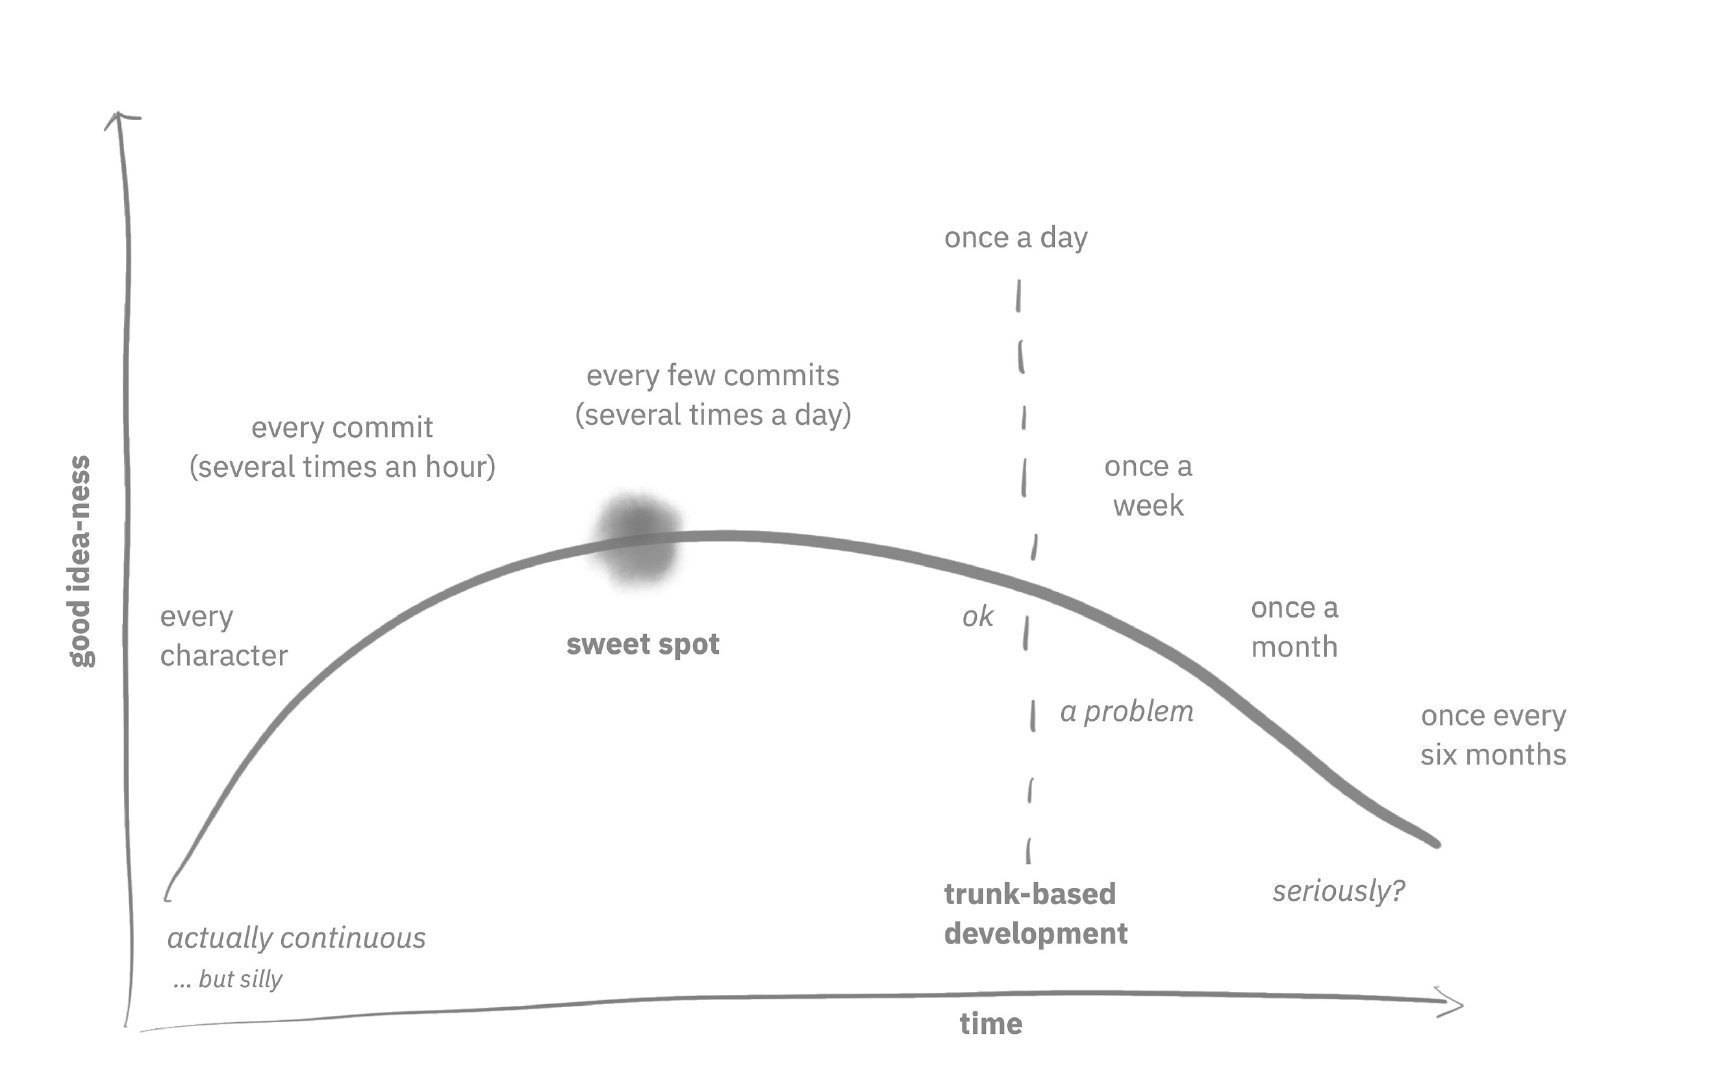 once a day
every few commits
(several times a day)
every commit
(several times an hour)
once a
week
good idea-ness
every
character
sweet spot
ok
once a
month
a problem
once every
six months
trunk-based
development
seriously?
actually continuous
... but silly
time